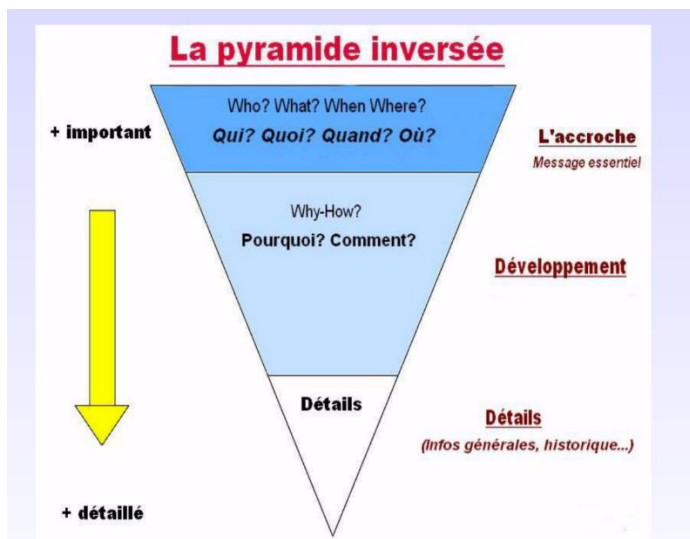 La pyramide inversée
Who? What? When Where?
+ important
Qui? Quoi? Quand? Où?
L'accroche
Message essentiel
Why-How?
Pourquoi? Comment?
Développement
Détails
Détails
(Infos générales, historique...)
+ détaillé